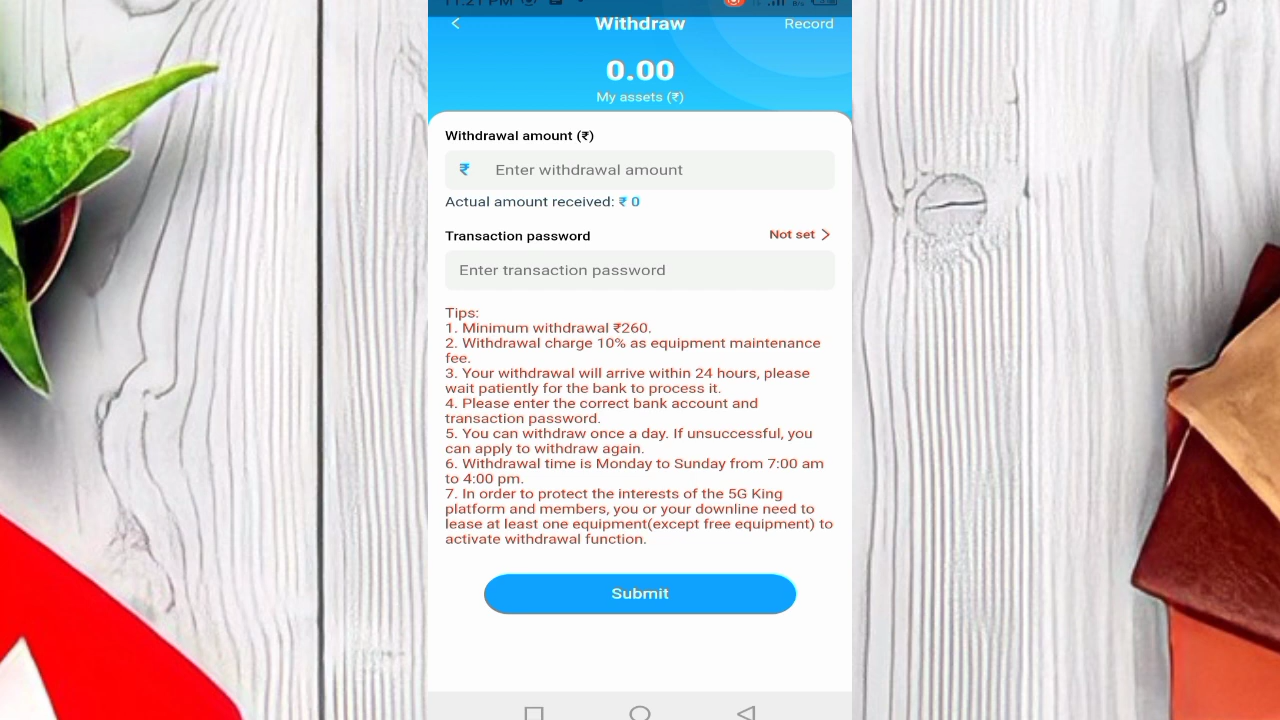 11:21 PM
Withdraw
Record
0.00
My assets (₹)
Withdrawal amount (₹)
₹ Enter withdrawal amount
Actual amount received: ₹ 0
Transaction password
Not set
Enter transaction password
Tips:
1. Minimum withdrawal ₹260.
2. Withdrawal charge 10% as equipment maintenance
fee.
3. Your withdrawal will arrive within 24 hours, please
wait patiently for the bank to process it.
4. Please enter the correct bank account and
transaction password.
5. You can withdraw once a day. If unsuccessful, you
can apply to withdraw again.
6. Withdrawal time is Monday to Sunday from 7:00 am
to 4:00 pm.
7. In order to protect the interests of the 5G King
platform and members, you or your downline need to
lease at least one equipment(except free equipment) to
activate withdrawal function.
Submit